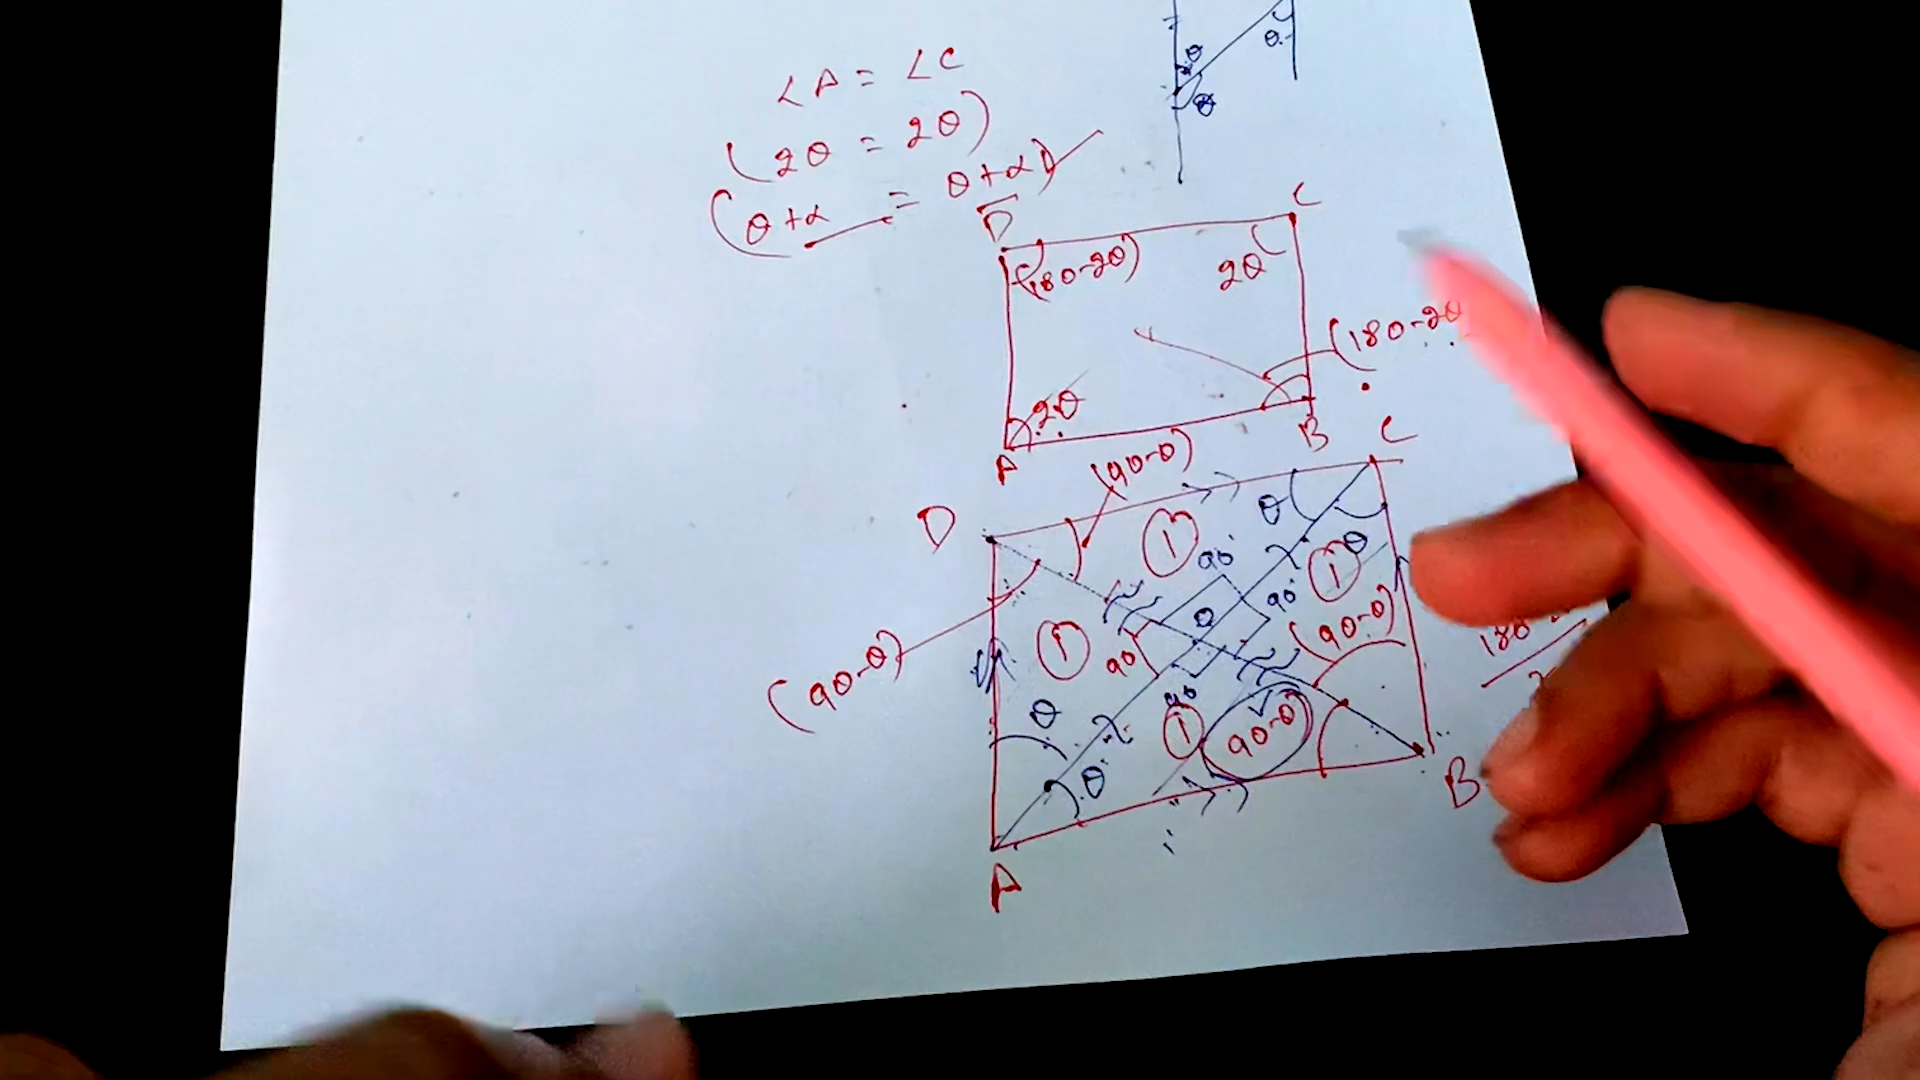 θ
θ
θ
∠A = ∠C
(2θ = 2θ)
(θ+α = θ+α)
D
C
(180-2θ)
2θ
(180-2θ
2θ
A
B
(90-θ)
C
D
θ
1
90°
θ
1
90°
θ
(90-θ)
1
90
(90-θ)
90
θ
1
90-θ
θ
B
A
180